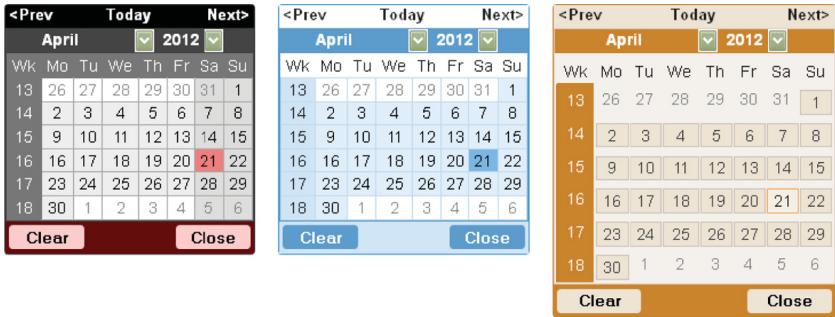 <Prev Today Next>
April 2012
Wk Mo Tu We Th Fr Sa Su
13 26 27 28 29 30 31 1
14 2 3 4 5 6 7 8
15 9 10 11 12 13 14 15
16 16 17 18 19 20 21 22
17 23 24 25 26 27 28 29
18 30 1 2 3 4 5 6
Clear Close
<Prev Today Next>
April 2012
Wk Mo Tu We Th Fr Sa Su
13 26 27 28 29 30 31 1
14 2 3 4 5 6 7 8
15 9 10 11 12 13 14 15
16 16 17 18 19 20 21 22
17 23 24 25 26 27 28 29
18 30 1 2 3 4 5 6
Clear Close
<Prev Today Next>
April 2012
Wk Mo Tu We Th Fr Sa Su
13 26 27 28 29 30 31 1
14 2 3 4 5 6 7 8
15 9 10 11 12 13 14 15
16 16 17 18 19 20 21 22
17 23 24 25 26 27 28 29
18 30 1 2 3 4 5 6
Clear Close